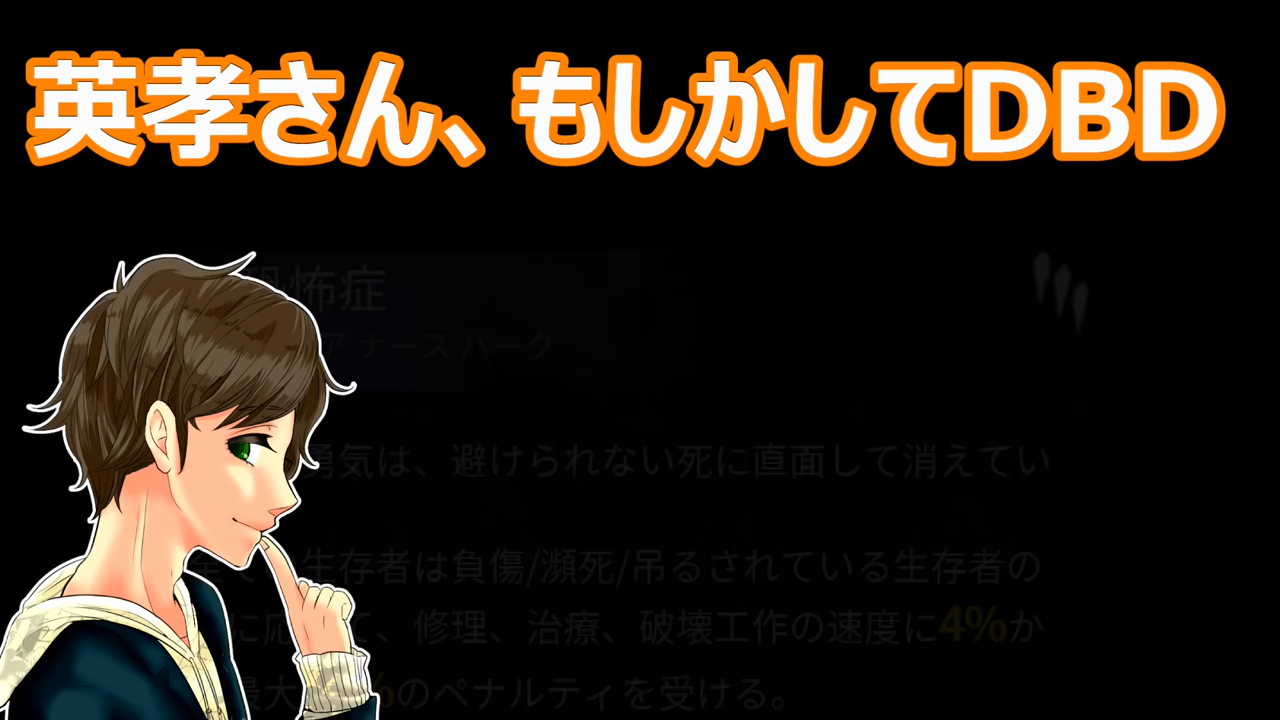 英孝さん、もしかしてDBD
怖症
ア ナース パーク
勇気は、避けられない死に直面して消えてい
生存者は負傷/瀕死/吊るされている生存者の
に応 て、修理、治療、破壊工作の速度に4%か
最大 %のペナルティを受ける。